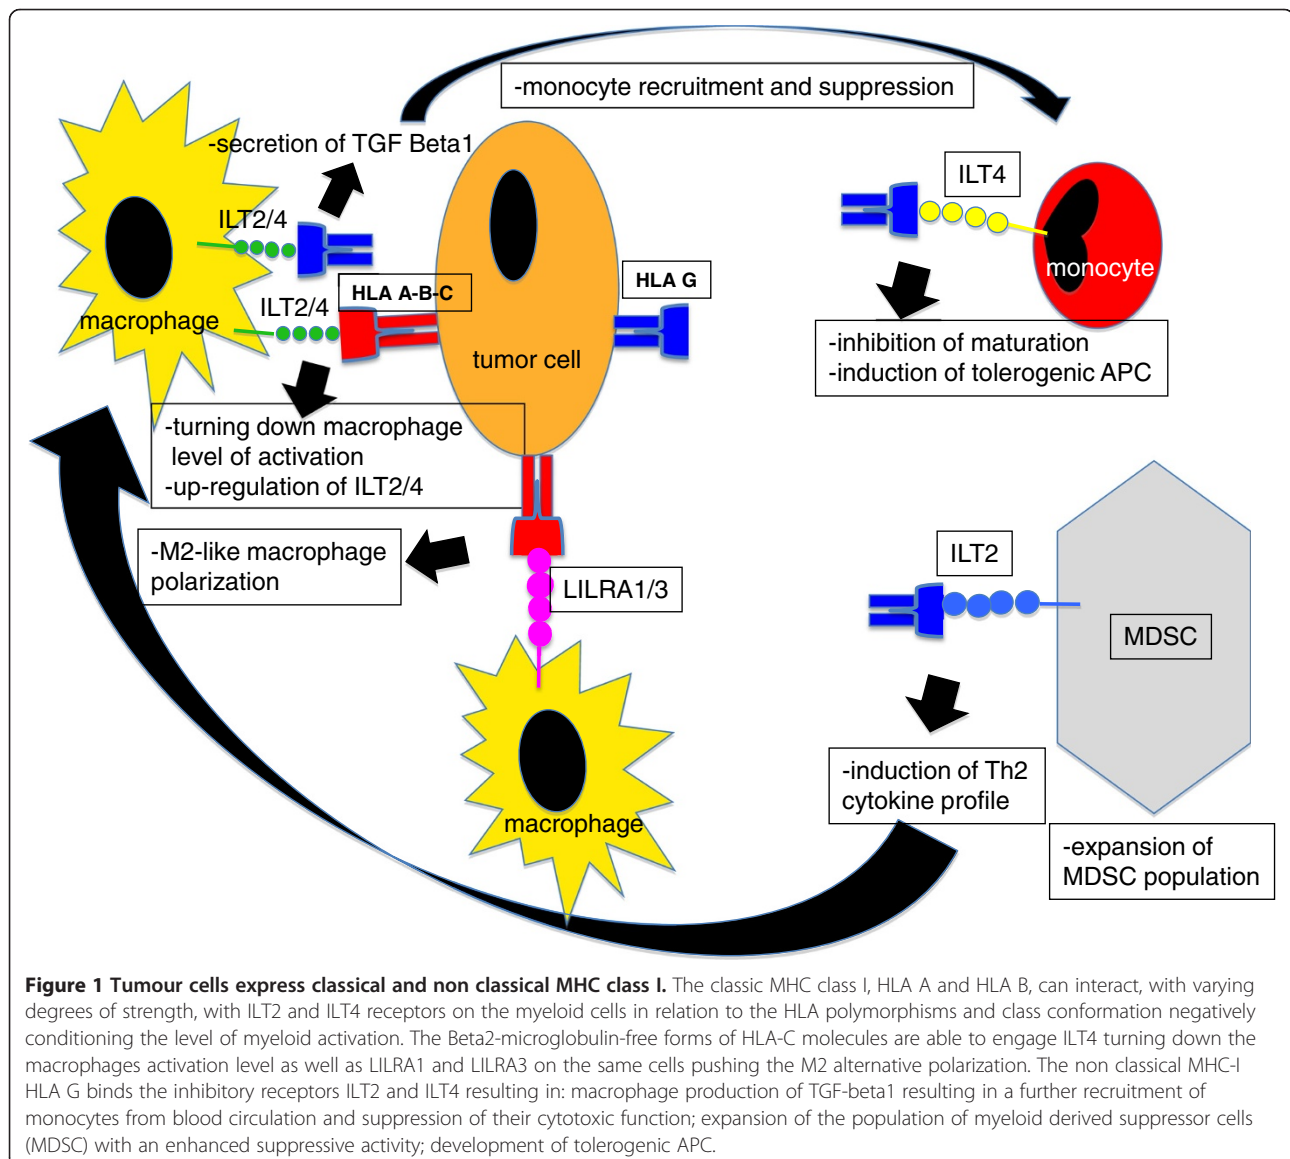 -monocyte recruitment and suppression
-secretion of TGF Beta1
ILT4
ILT2/4
HLA A-B-C
HLA G
monocyte
ILT2/4
macrophage
tumor cell
-inhibition of maturation
-induction of tolerogenic APC
-turning down macrophage
level of activation
-up-regulation of ILT2/4
-M2-like macrophage
polarization
LILRA1/3
ILT2
MDSC
-induction of Th2
cytokine profile
macrophage
-expansion of
MDSC population
Figure 1 Tumour cells express classical and non classical MHC class I. The classic MHC class I, HLA A and HLA B, can interact, with varying
degrees of strength, with ILT2 and ILT4 receptors on the myeloid cells in relation to the HLA polymorphisms and class conformation negatively
conditioning the level of myeloid activation. The Beta2-microglobulin-free forms of HLA-C molecules are able to engage ILT4 turning down the
macrophages activation level as well as LILRA1 and LILRA3 on the same cells pushing the M2 alternative polarization. The non classical MHC-I
HLA G binds the inhibitory receptors ILT2 and ILT4 resulting in: macrophage production of TGF-beta1 resulting in a further recruitment of
monocytes from blood circulation and suppression of their cytotoxic function; expansion of the population of myeloid derived suppressor cells
(MDSC) with an enhanced suppressive activity; development of tolerogenic APC.